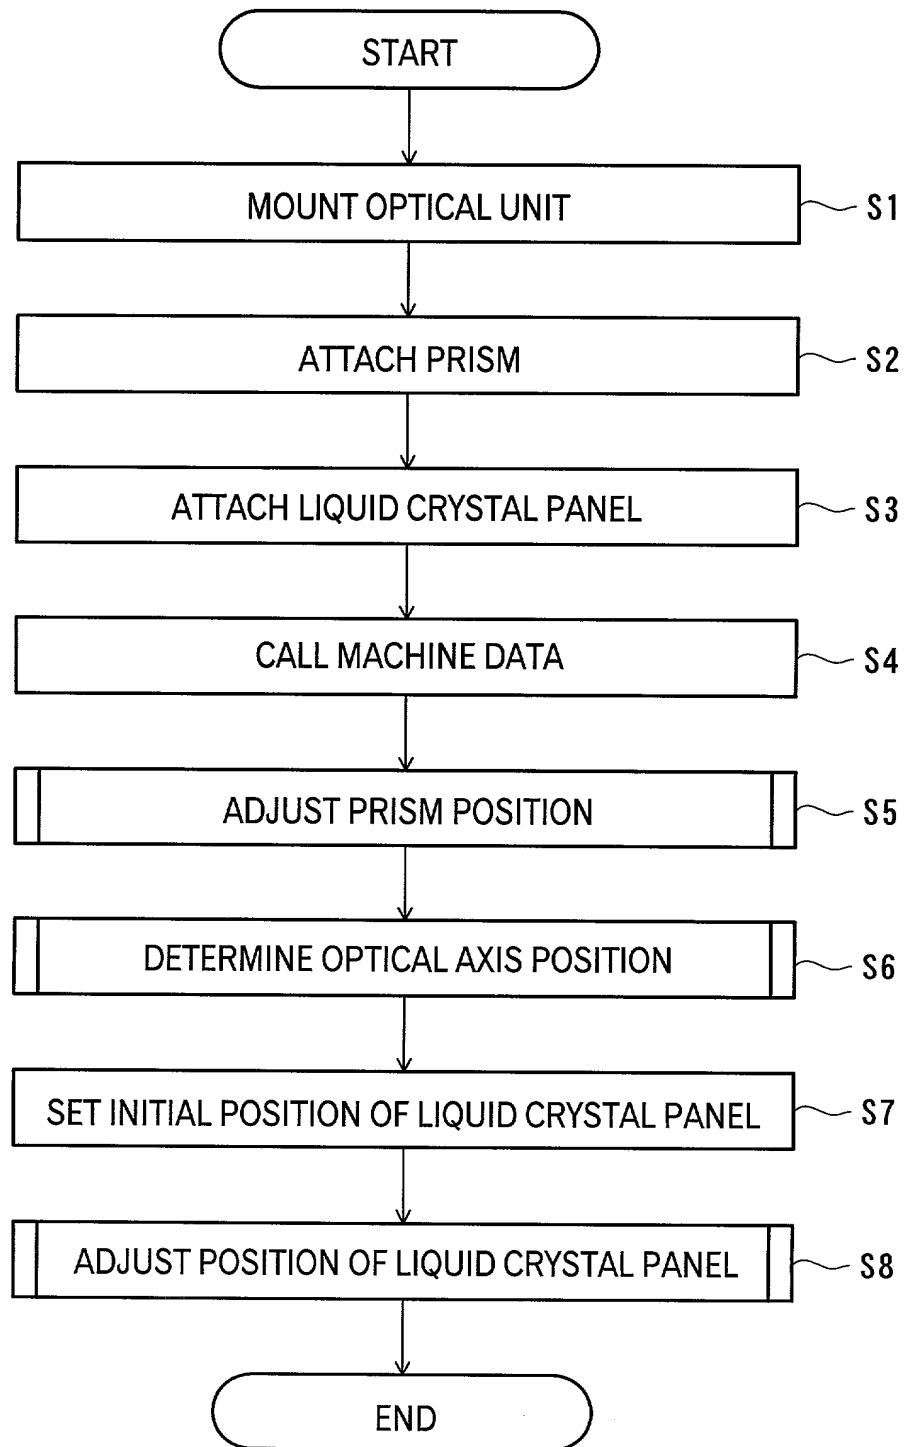 START
MOUNT OPTICAL UNIT S1
ATTACH PRISM S2
ATTACH LIQUID CRYSTAL PANEL S3
CALL MACHINE DATA S4
ADJUST PRISM POSITION S5
DETERMINE OPTICAL AXIS POSITION S6
SET INITIAL POSITION OF LIQUID CRYSTAL PANEL S7
ADJUST POSITION OF LIQUID CRYSTAL PANEL S8
END